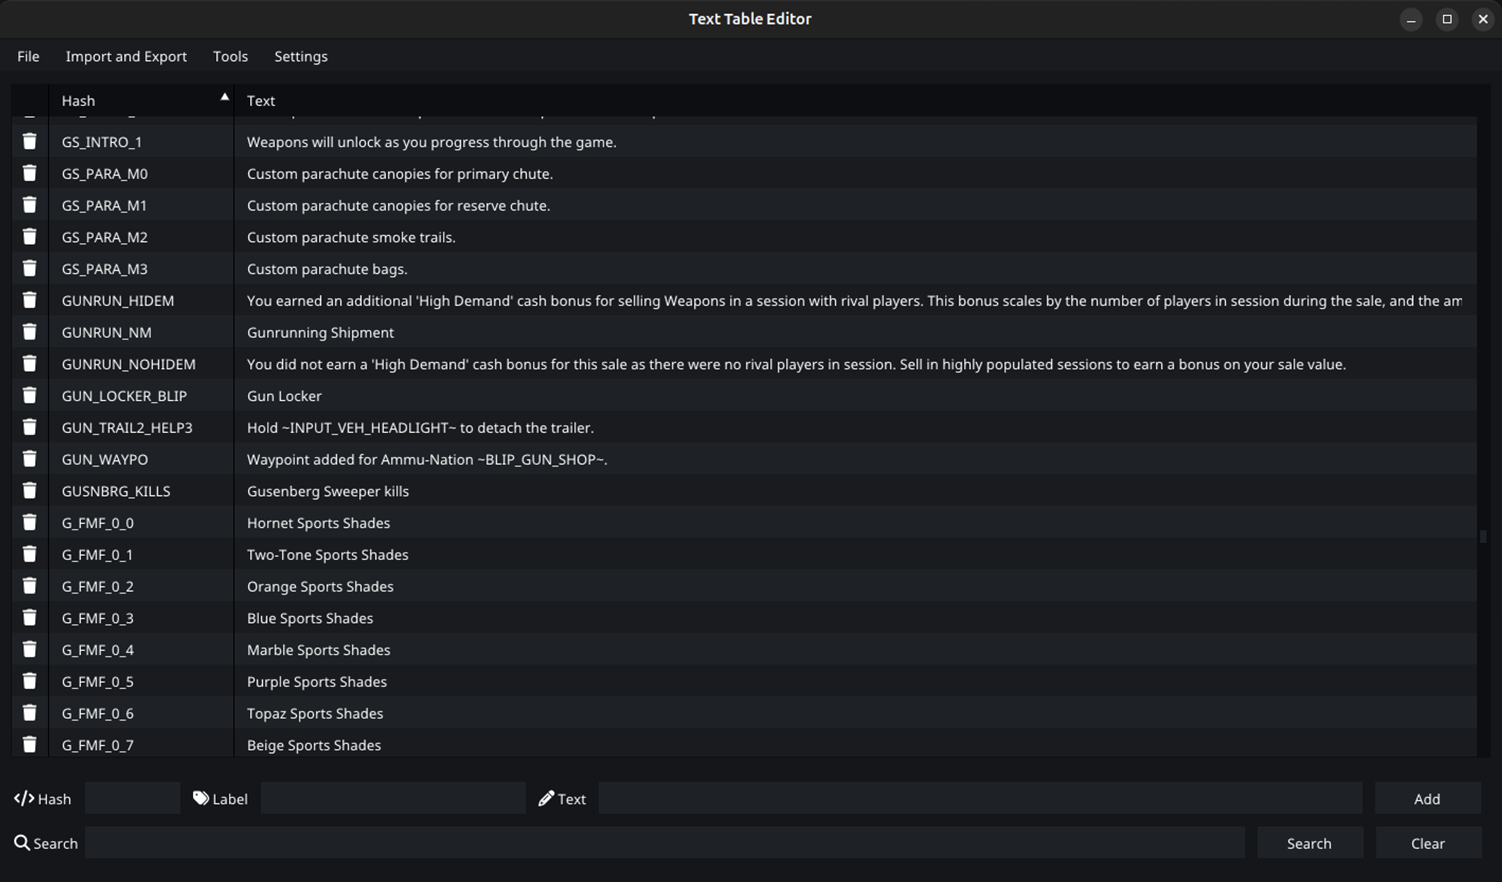 Text Table Editor
File Import and Export Tools Settings
Hash Text
GS_INTRO_1 Weapons will unlock as you progress through the game.
GS_PARA_M0 Custom parachute canopies for primary chute.
GS_PARA_M1 Custom parachute canopies for reserve chute.
GS_PARA_M2 Custom parachute smoke trails.
GS_PARA_M3 Custom parachute bags.
GUNRUN_HIDEM You earned an additional 'High Demand' cash bonus for selling Weapons in a session with rival players. This bonus scales by the number of players in session during the sale, and the am
GUNRUN_NM Gunrunning Shipment
GUNRUN_NOHIDEM You did not earn a 'High Demand' cash bonus for this sale as there were no rival players in session. Sell in highly populated sessions to earn a bonus on your sale value.
GUN_LOCKER_BLIP Gun Locker
GUN_TRAIL2_HELP3 Hold ~INPUT_VEH_HEADLIGHT~ to detach the trailer.
GUN_WAYPO Waypoint added for Ammu-Nation ~BLIP_GUN_SHOP~.
GUSNBRG_KILLS Gusenberg Sweeper kills
G_FMF_0_0 Hornet Sports Shades
G_FMF_0_1 Two-Tone Sports Shades
G_FMF_0_2 Orange Sports Shades
G_FMF_0_3 Blue Sports Shades
G_FMF_0_4 Marble Sports Shades
G_FMF_0_5 Purple Sports Shades
G_FMF_0_6 Topaz Sports Shades
G_FMF_0_7 Beige Sports Shades
Hash Label Text Add
Search Search Clear